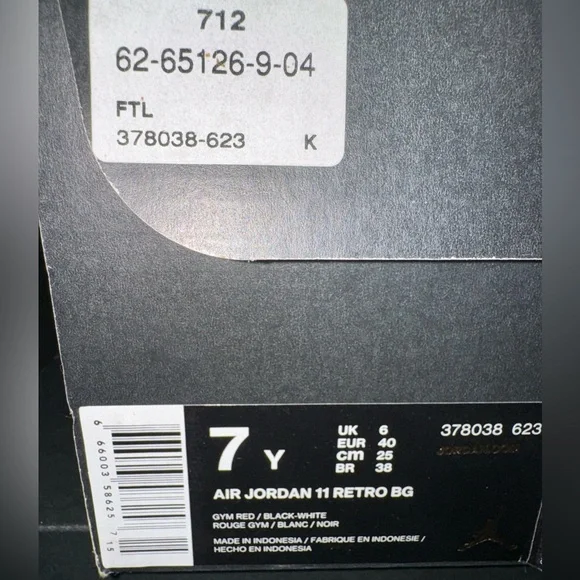 712
62-65126-9-04
FTL
378038-623 K
7 Y
UK 6
EUR 40
cm 25
BR 38
378038 623
AIR JORDAN 11 RETRO BG
GYM RED / BLACK-WHITE
ROUGE GYM / BLANC / NOIR
MADE IN INDONESIA / FABRIQUE EN INDONESIE /
HECHO EN INDONESIA
6 66003 58625 7 15